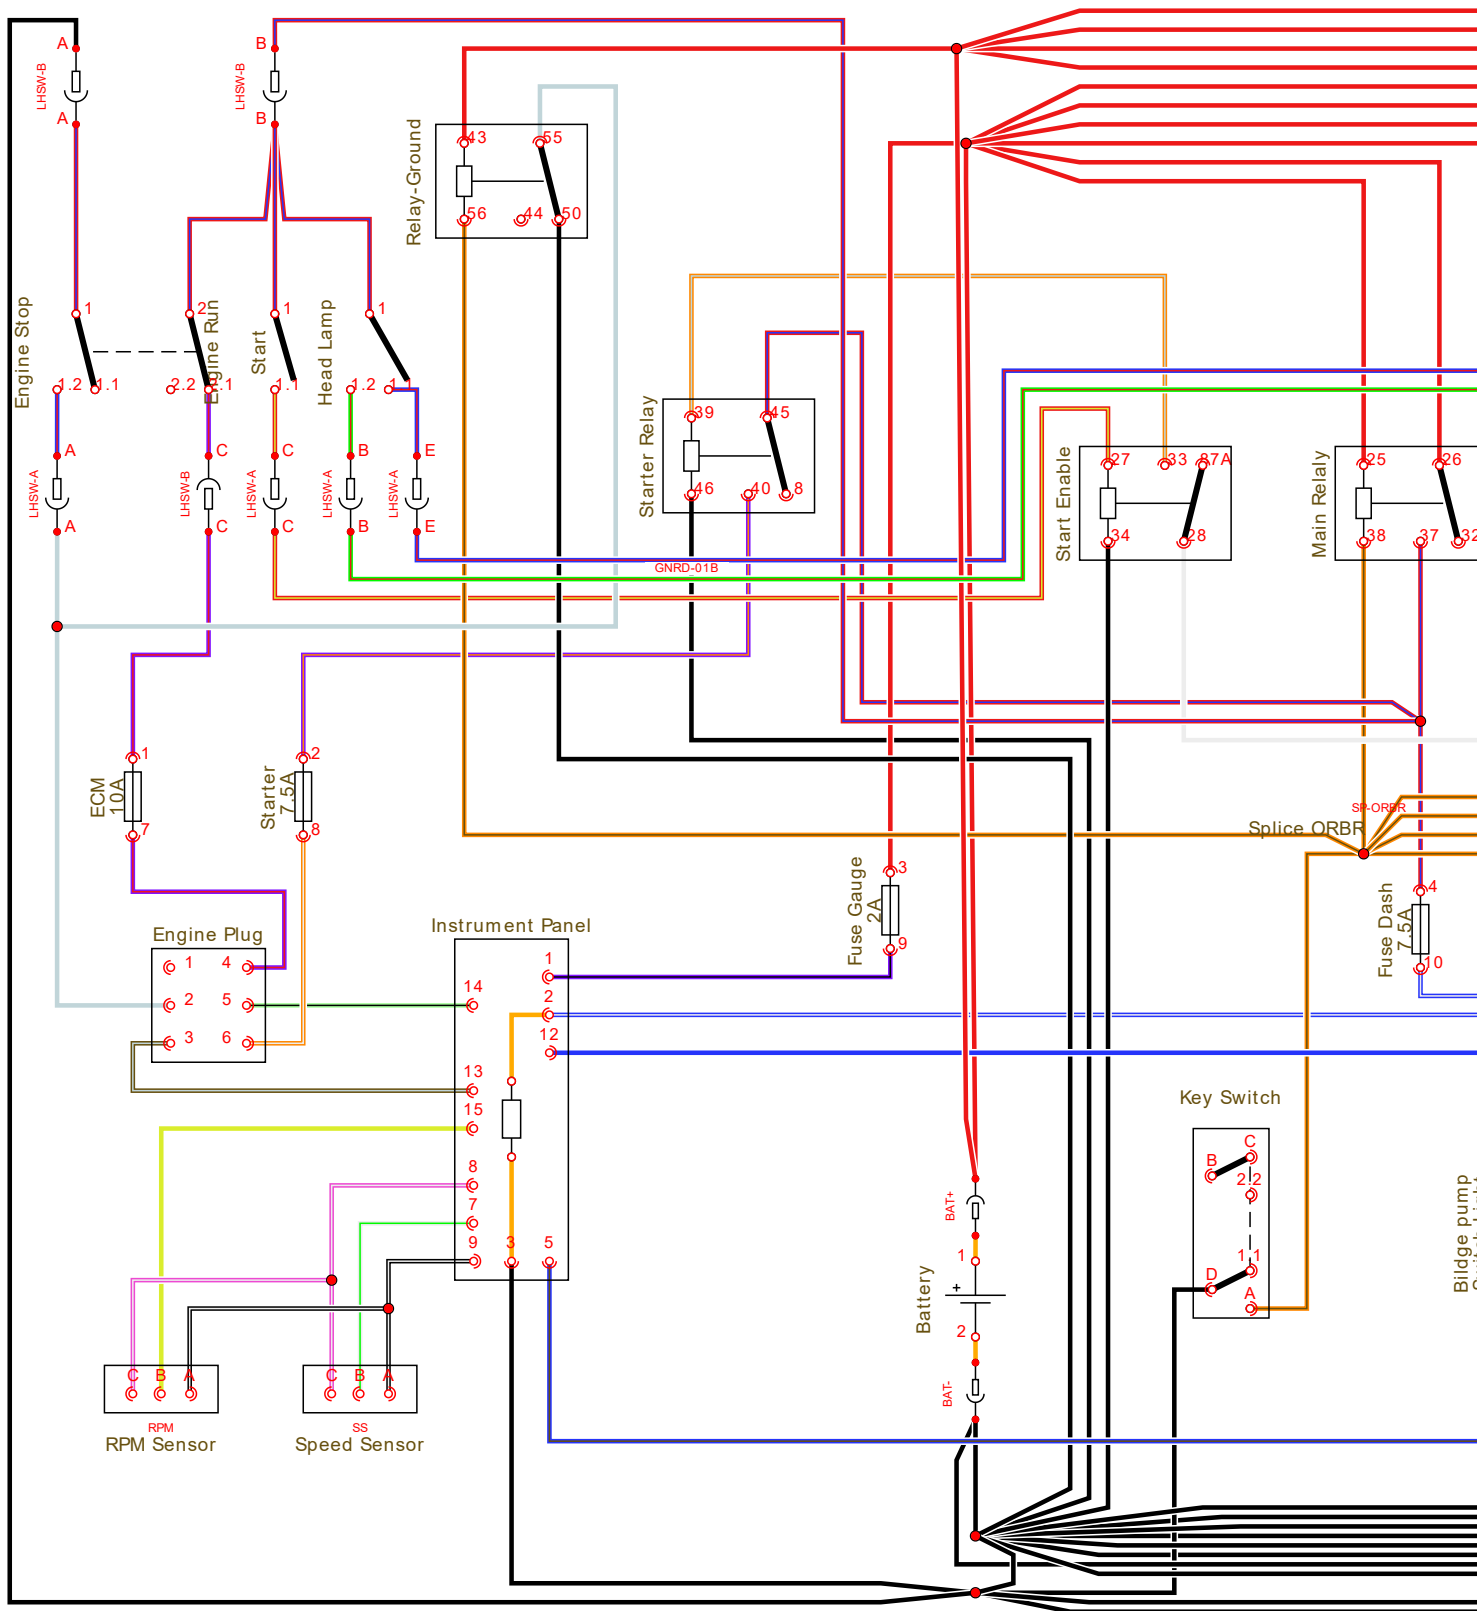 A
B
LHSW-B
LHSW-B
A
B
Relay-Ground
43
55
56
44
50
Engine Stop
1
2
Engine Run
1
Start
Head Lamp
1
1.2
1.1
2.2
2.1
1.1
1.2
A
C
C
B
E
LHSW-A
LHSW-B
LHSW-A
LHSW-A
LHSW-A
A
C
C
B
E
Starter Relay
39
45
46
40
8
GNRD-01B
Start Enable
27
33
87A
34
28
Main Relaly
25
26
38
37
32
ECM
10A
1
7
Starter
7.5A
2
8
SP-ORBR
Splice ORBR
Fuse Gauge
2A
3
9
Fuse Dash
7.5A
4
10
Engine Plug
1
4
2
5
3
6
Instrument Panel
1
14
2
12
13
15
8
7
9
3
5
Key Switch
C
B
2.2
1.1
D
A
Bildge pump
BAT+
1
+
Battery
2
BAT-
C
B
A
RPM
RPM Sensor
C
B
A
SS
Speed Sensor